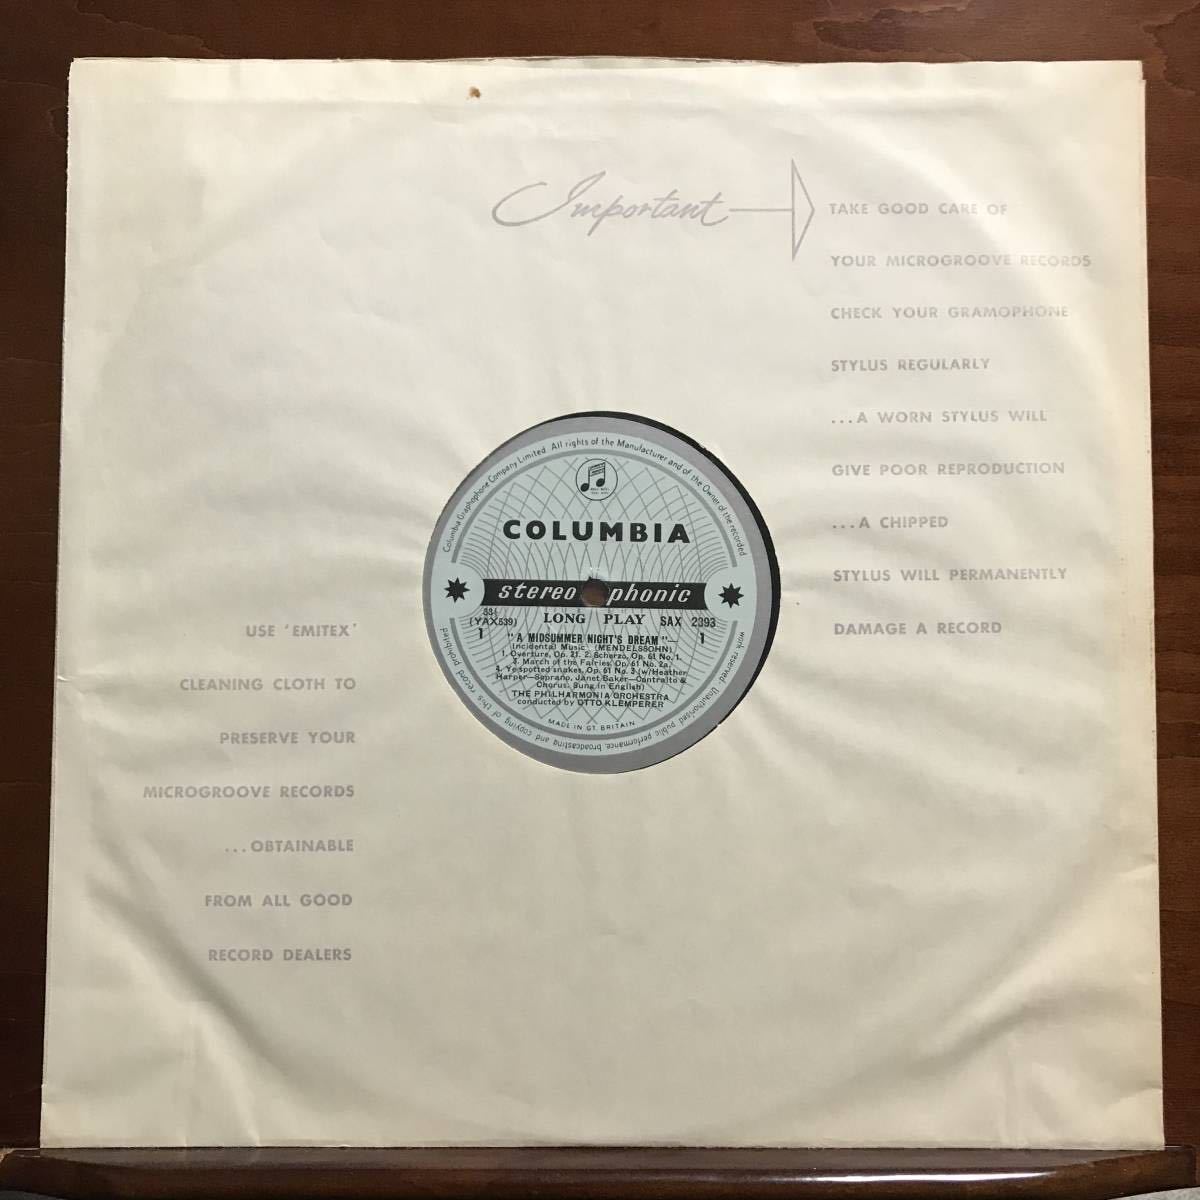 Important
TAKE GOOD CARE OF
YOUR MICROGROOVE RECORDS
CHECK YOUR GRAMOPHONE
STYLUS REGULARLY
...A WORN STYLUS WILL
GIVE POOR REPRODUCTION
...A CHIPPED
STYLUS WILL PERMANENTLY
DAMAGE A RECORD
USE 'EMITEX'
CLEANING CLOTH TO
PRESERVE YOUR
MICROGROOVE RECORDS
...OBTAINABLE
FROM ALL GOOD
RECORD DEALERS
Columbia Graphophone Company Limited. All rights of the Manufacturer and of the Owner of the recorded work reserved. Unauthorised public performance, broadcasting and copying of this record prohibited
COLUMBIA
stereophonic
(YAX539) LONG PLAY SAX 2393
1 1
"A MIDSUMMER NIGHT'S DREAM"—
Incidental Music (MENDELSSOHN)
1. Overture, Op. 21. 2. Scherzo, Op. 61 No. 1.
3. March of the Fairies, Op. 61 No. 2a.
4. Ye spotted snakes, Op. 61 No. 3 (w/Heather
Harper—Soprano, Janet Baker—Contralto &
Chorus: Sung in English)
THE PHILHARMONIA ORCHESTRA
conducted by OTTO KLEMPERER
MADE IN GT. BRITAIN